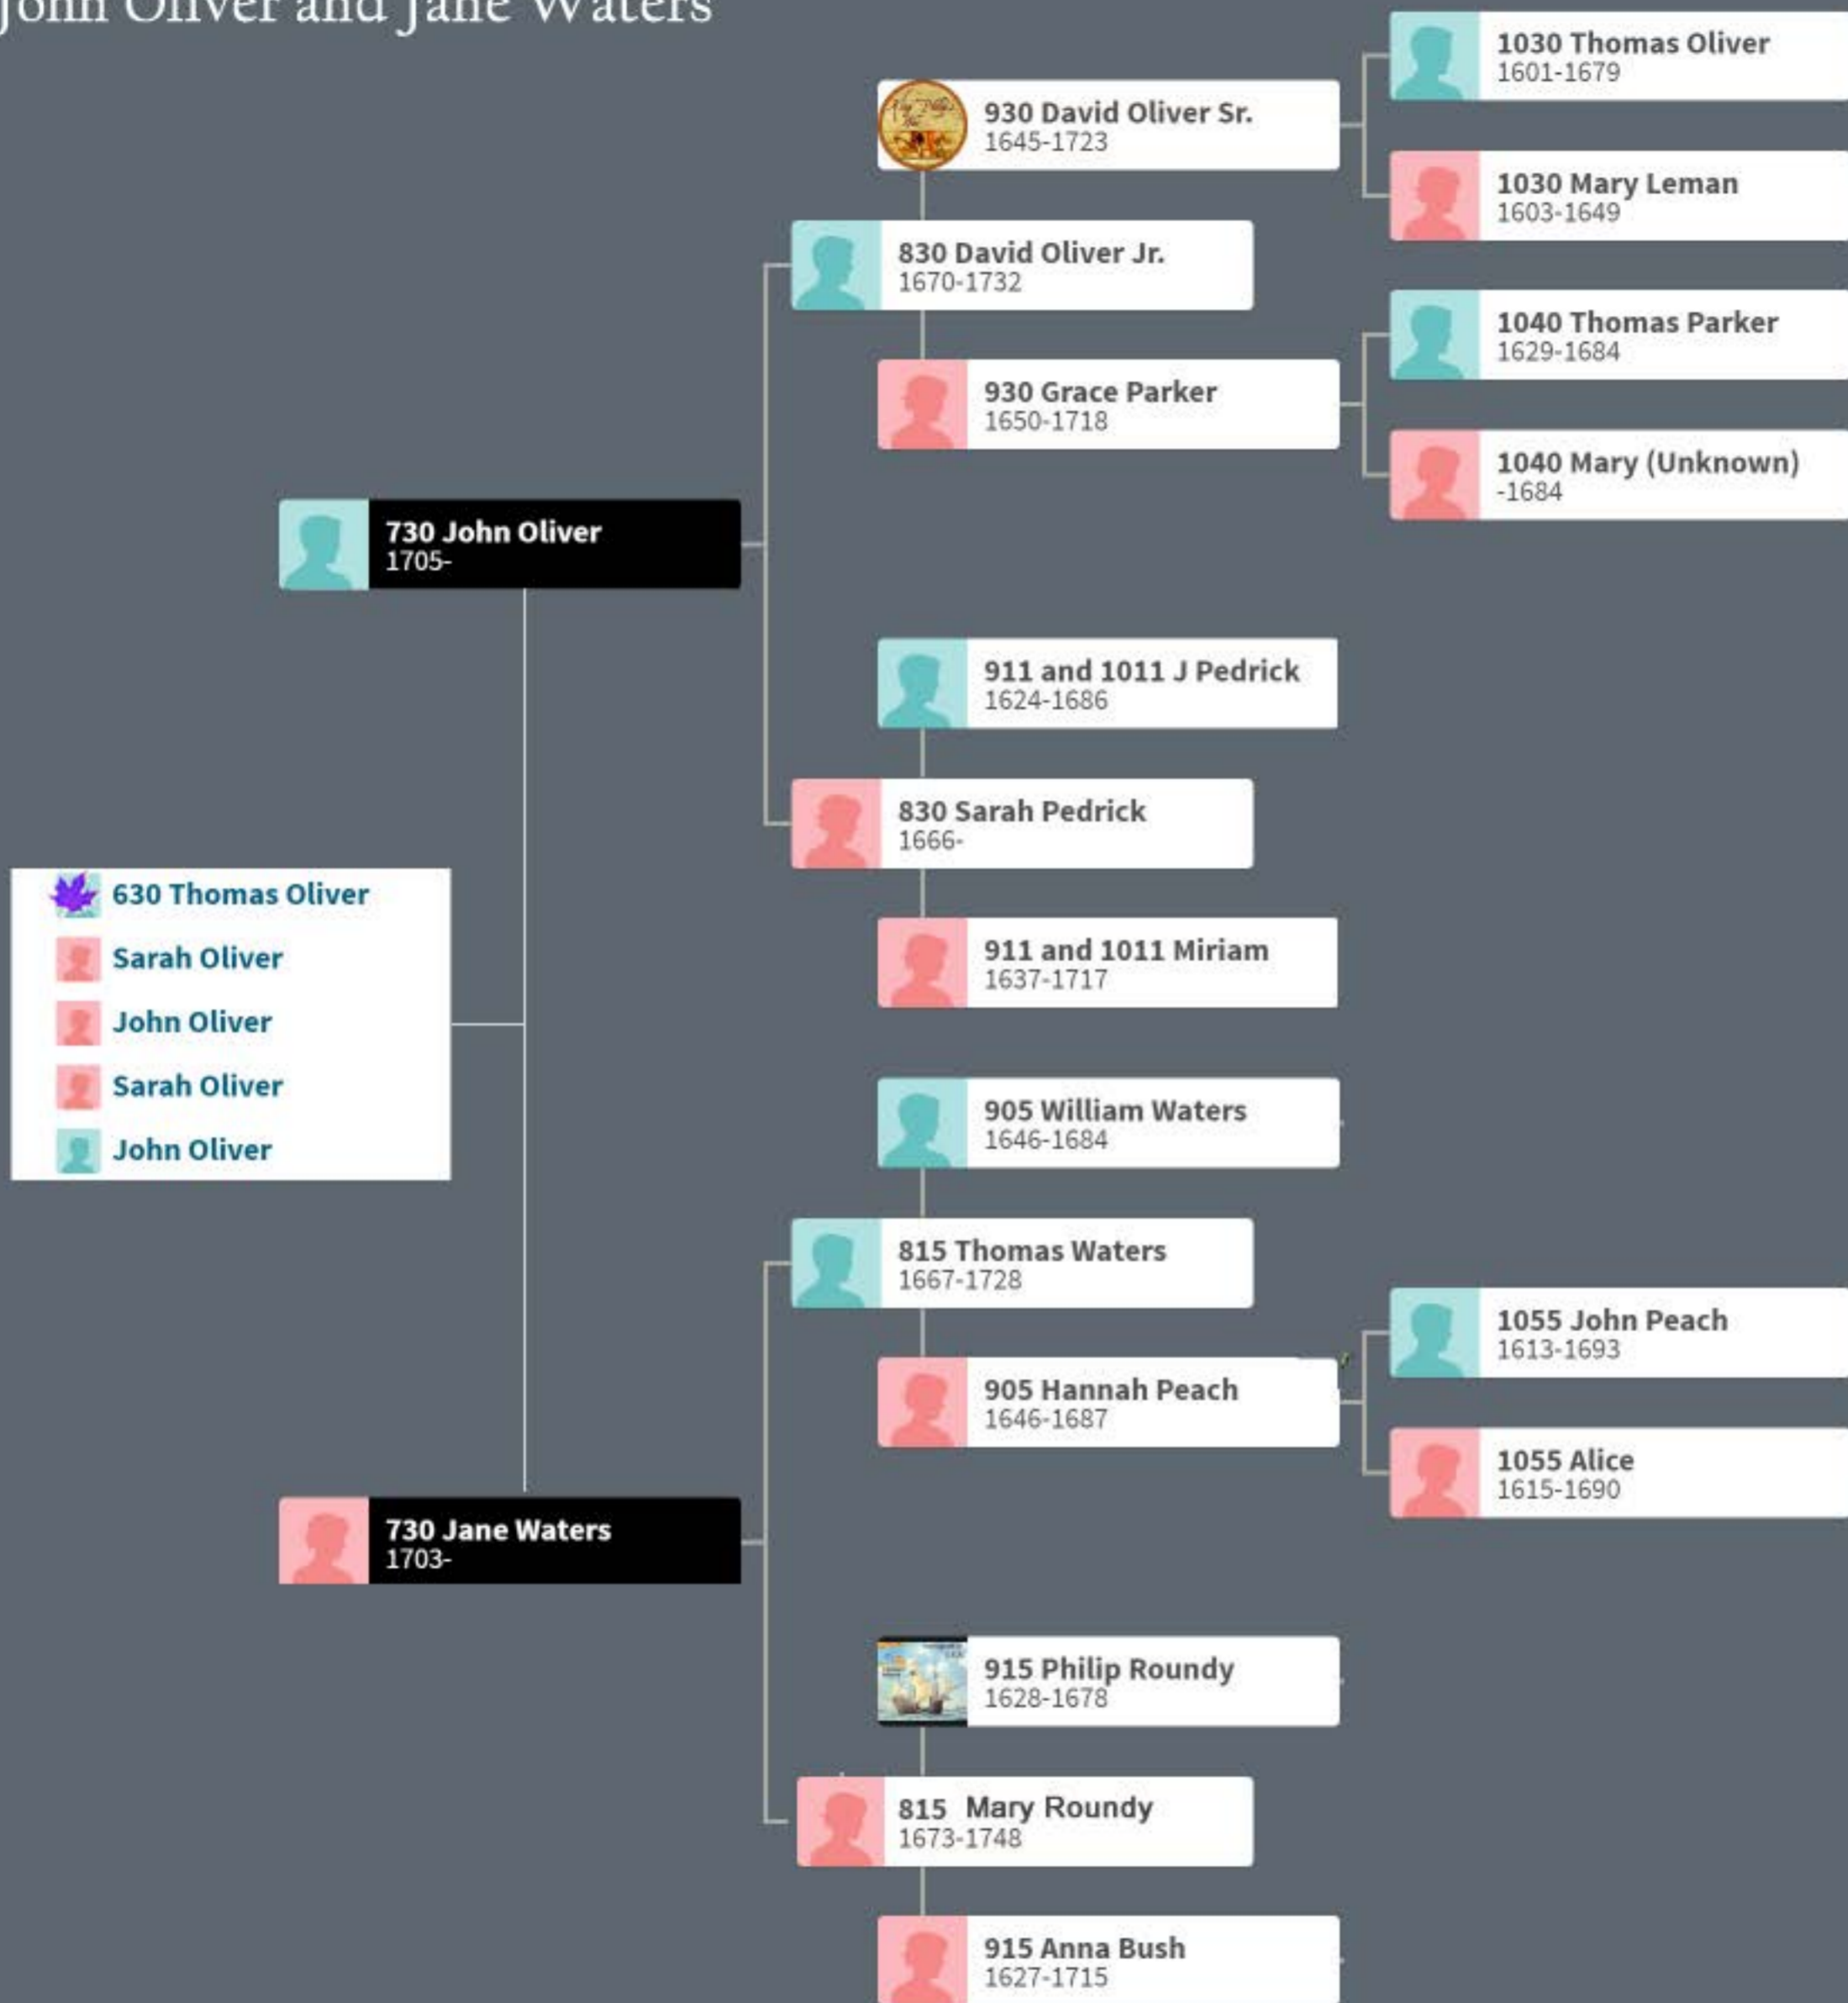 John Oliver and Jane Waters
1030 Thomas Oliver
1601-1679
930 David Oliver Sr.
1645-1723
1030 Mary Leman
1603-1649
830 David Oliver Jr.
1670-1732
1040 Thomas Parker
1629-1684
930 Grace Parker
1650-1718
1040 Mary (Unknown)
-1684
730 John Oliver
1705-
911 and 1011 J Pedrick
1624-1686
830 Sarah Pedrick
1666-
630 Thomas Oliver
Sarah Oliver
John Oliver
Sarah Oliver
John Oliver
911 and 1011 Miriam
1637-1717
905 William Waters
1646-1684
815 Thomas Waters
1667-1728
1055 John Peach
1613-1693
905 Hannah Peach
1646-1687
1055 Alice
1615-1690
730 Jane Waters
1703-
915 Philip Roundy
1628-1678
815 Mary Roundy
1673-1748
915 Anna Bush
1627-1715